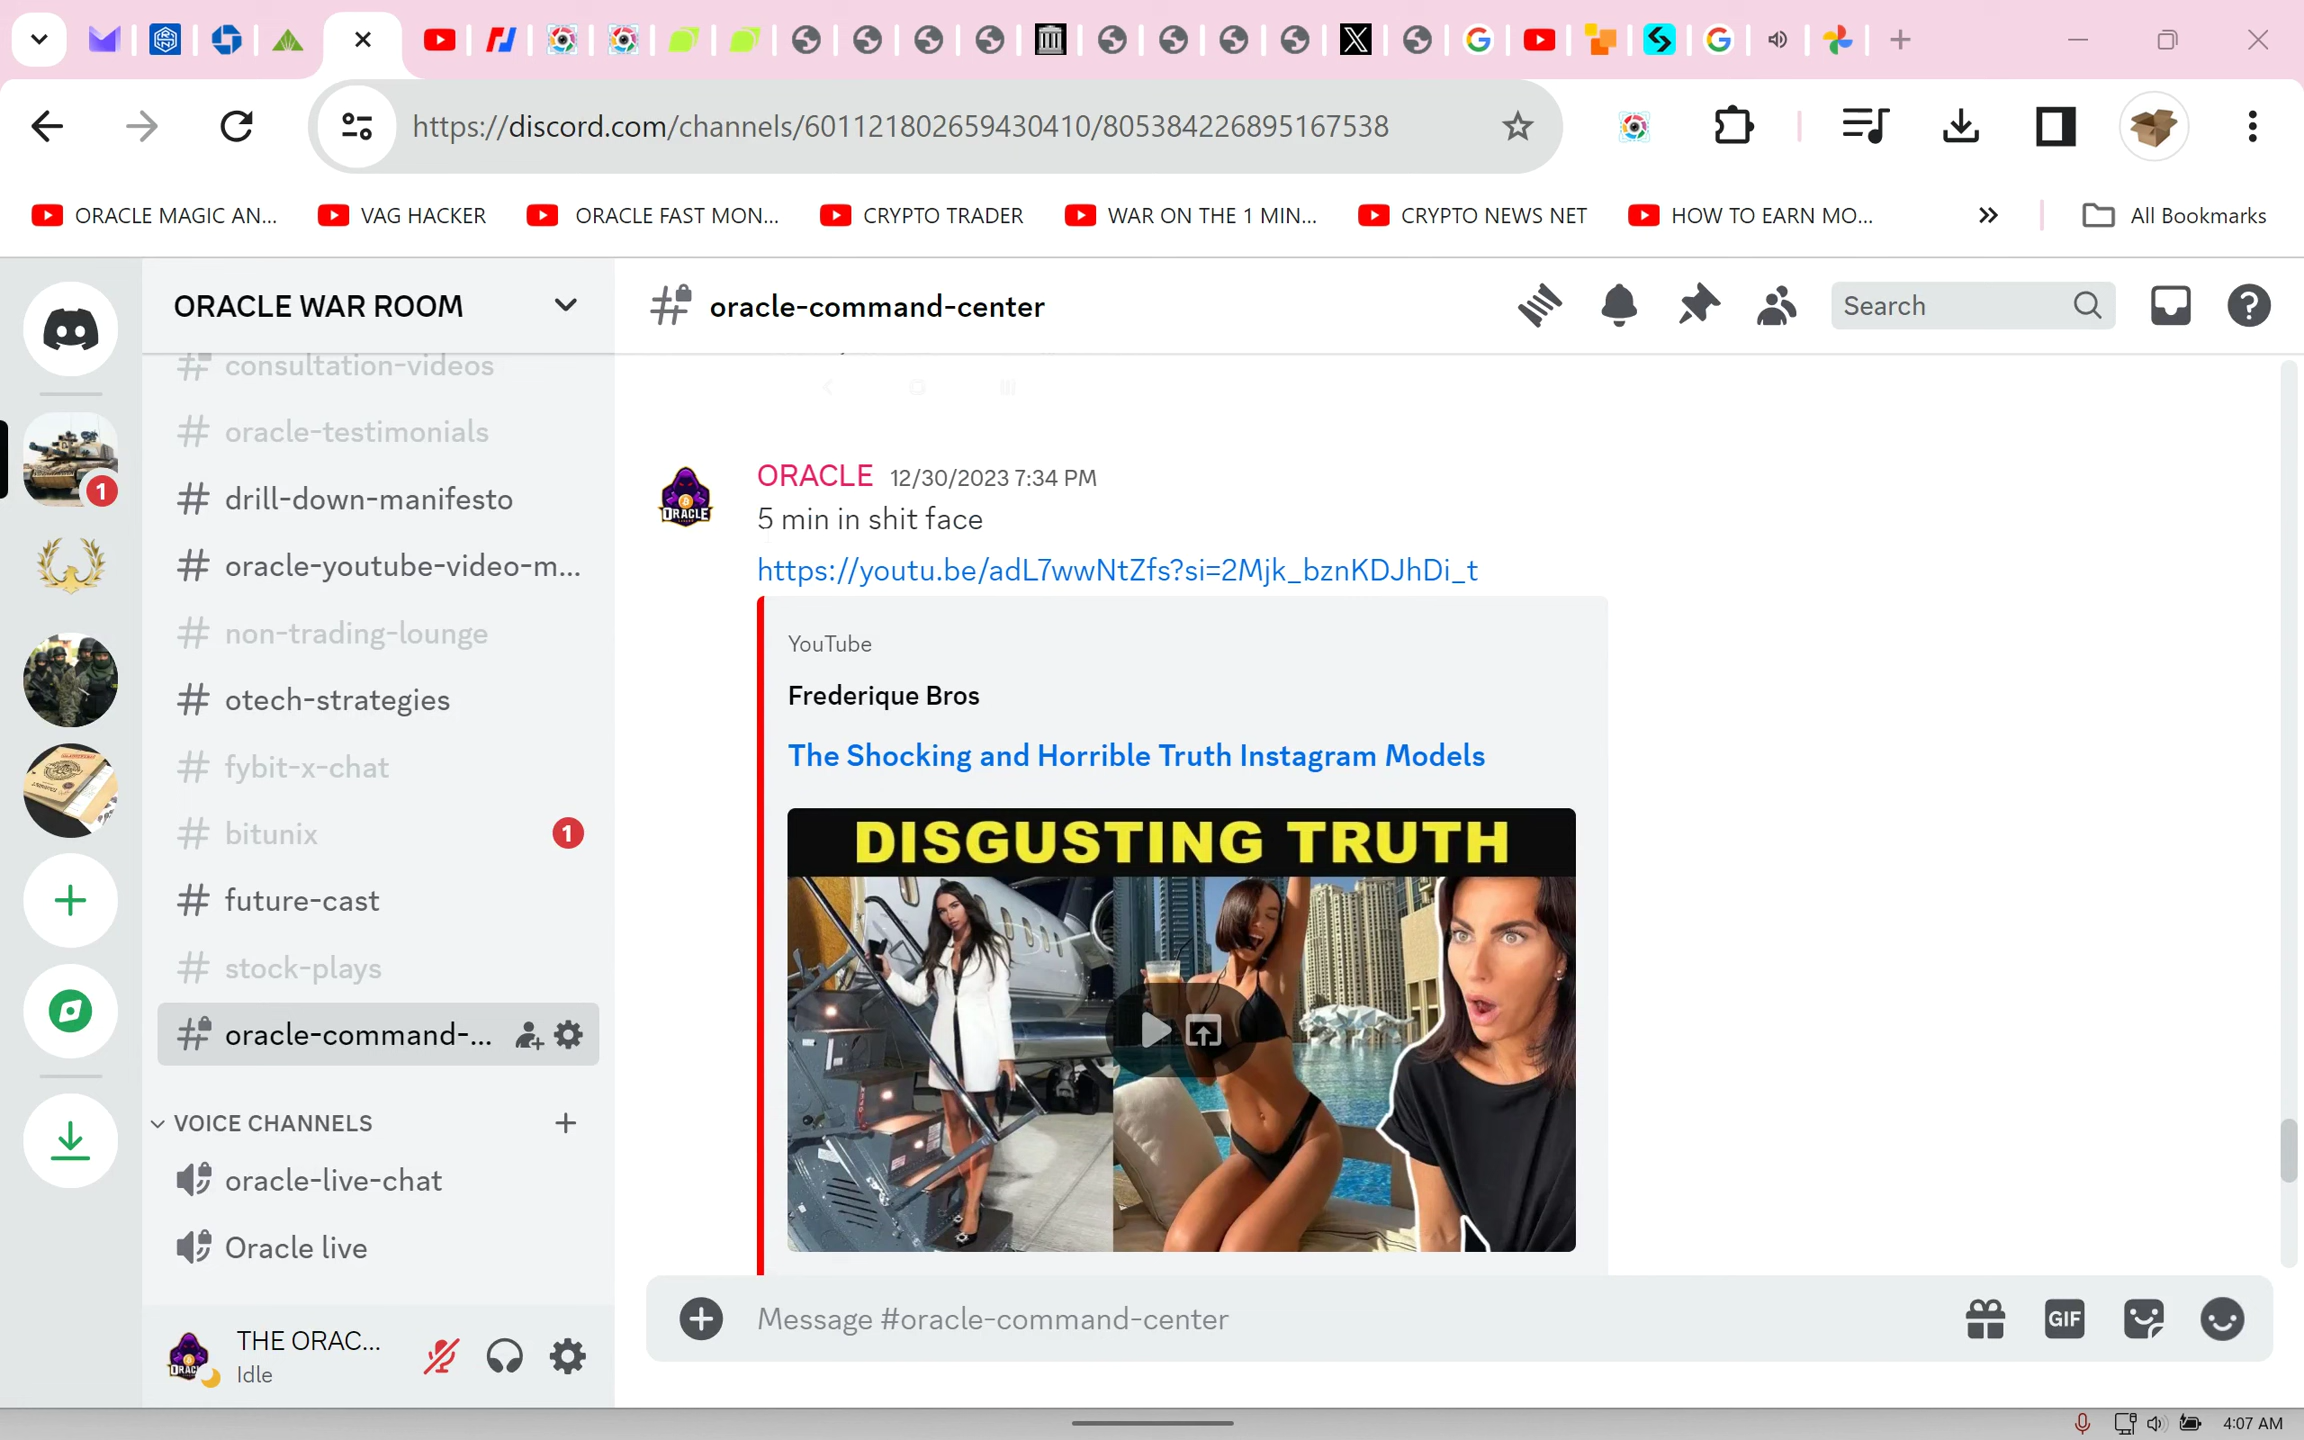 https://discord.com/channels/601121802659430410/805384226895167538
ORACLE MAGIC AN...
VAG HACKER
ORACLE FAST MON...
CRYPTO TRADER
WAR ON THE 1 MIN...
CRYPTO NEWS NET
HOW TO EARN MO...
All Bookmarks
ORACLE WAR ROOM
consultation-videos
oracle-testimonials
drill-down-manifesto
oracle-youtube-video-m...
non-trading-lounge
otech-strategies
fybit-x-chat
bitunix
1
future-cast
stock-plays
oracle-command-...
VOICE CHANNELS
oracle-live-chat
Oracle live
THE ORAC...
Idle
1
oracle-command-center
Search
ORACLE 12/30/2023 7:34 PM
5 min in shit face
https://youtu.be/adL7wwNtZfs?si=2Mjk_bznKDJhDi_t
YouTube
Frederique Bros
The Shocking and Horrible Truth Instagram Models
DISGUSTING TRUTH
Message #oracle-command-center
GIF
ORACLE
4:07 AM